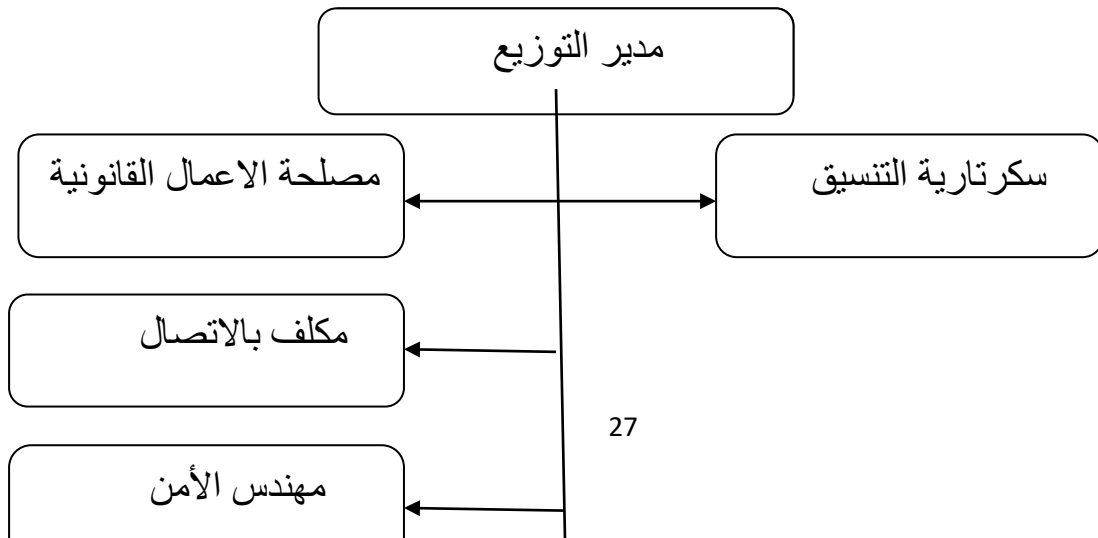 مدير التوزيع
سكرتارية التنسيق
مصلحة الاعمال القانونية
مكلف بالاتصال
27
مهندس الأمن